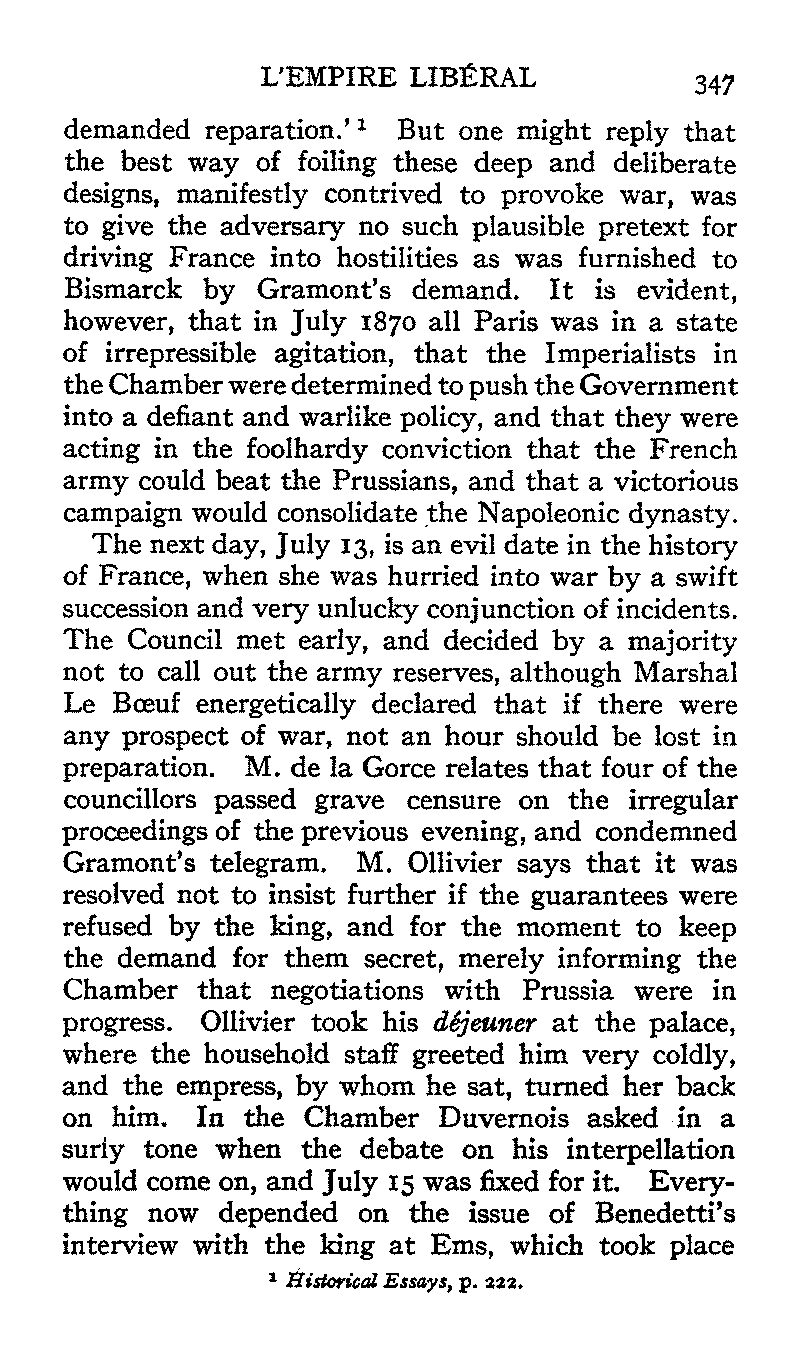 L'EMPIRE LIBÉRAL 347
demanded reparation.' ¹ But one might reply that
the best way of foiling these deep and deliberate
designs, manifestly contrived to provoke war, was
to give the adversary no such plausible pretext for
driving France into hostilities as was furnished to
Bismarck by Gramont's demand. It is evident,
however, that in July 1870 all Paris was in a state
of irrepressible agitation, that the Imperialists in
the Chamber were determined to push the Government
into a defiant and warlike policy, and that they were
acting in the foolhardy conviction that the French
army could beat the Prussians, and that a victorious
campaign would consolidate the Napoleonic dynasty.
The next day, July 13, is an evil date in the history
of France, when she was hurried into war by a swift
succession and very unlucky conjunction of incidents.
The Council met early, and decided by a majority
not to call out the army reserves, although Marshal
Le Bœuf energetically declared that if there were
any prospect of war, not an hour should be lost in
preparation. M. de la Gorce relates that four of the
councillors passed grave censure on the irregular
proceedings of the previous evening, and condemned
Gramont's telegram. M. Ollivier says that it was
resolved not to insist further if the guarantees were
refused by the king, and for the moment to keep
the demand for them secret, merely informing the
Chamber that negotiations with Prussia were in
progress. Ollivier took his déjeuner at the palace,
where the household staff greeted him very coldly,
and the empress, by whom he sat, turned her back
on him. In the Chamber Duvernois asked in a
surly tone when the debate on his interpellation
would come on, and July 15 was fixed for it. Every-
thing now depended on the issue of Benedetti's
interview with the king at Ems, which took place
¹ Historical Essays, p. 222.